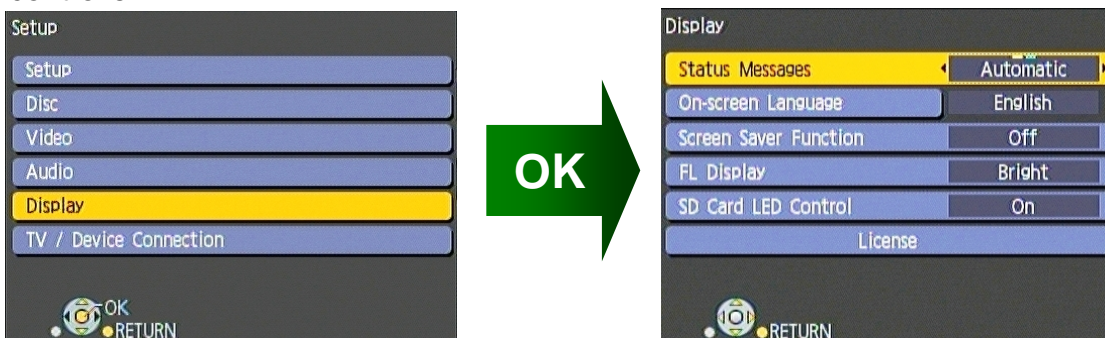 Setup
Setup
Disc
Video
Audio
Display
TV / Device Connection
OK
RETURN
OK
Display
Status Messages Automatic
On-screen Language English
Screen Saver Function Off
FL Display Bright
SD Card LED Control On
License
RETURN